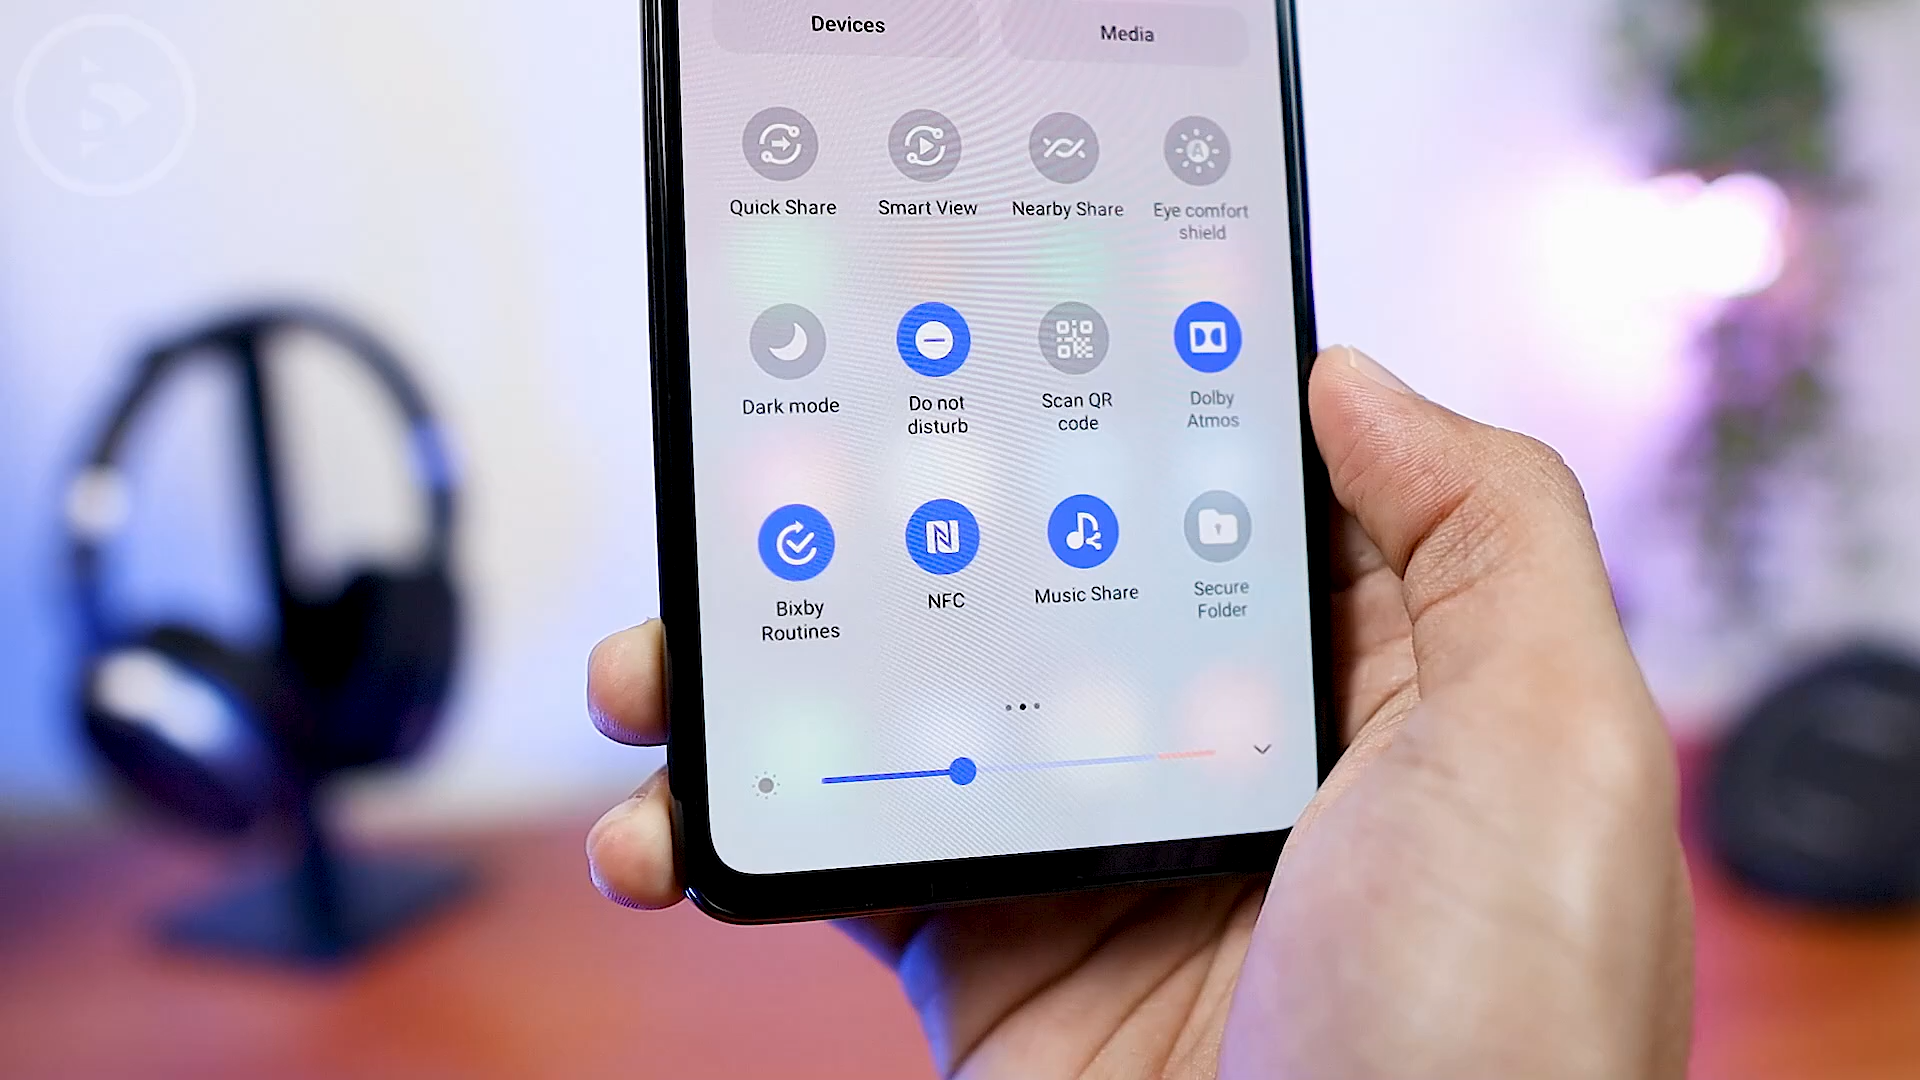 Devices
Media
Quick Share
Smart View
Nearby Share
Eye comfort
shield
Dark mode
Do not
disturb
Scan QR
code
Dolby
Atmos
Bixby
Routines
NFC
Music Share
Secure
Folder